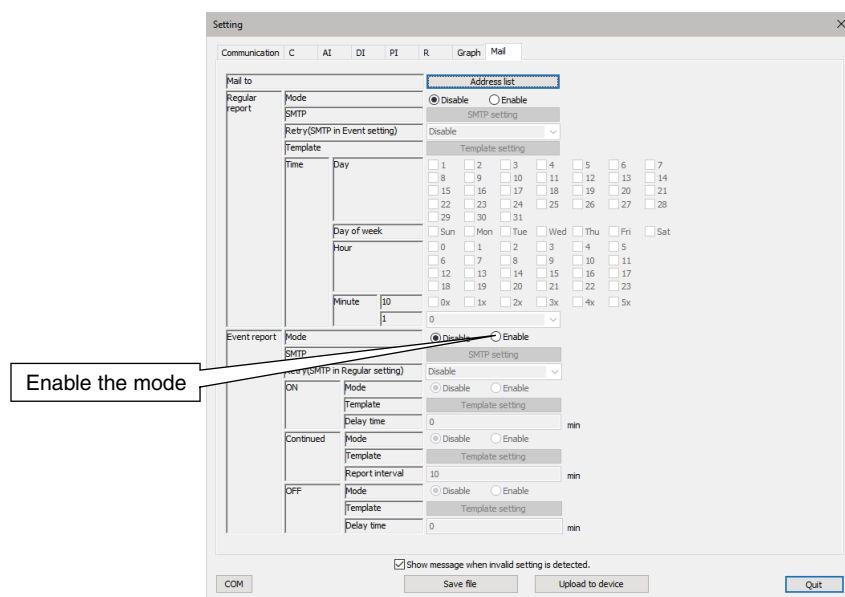 Setting
Communication C AI DI PI R Graph Mail
Mail to Address list
Regular report Mode Disable Enable
SMTP SMTP setting
Retry(SMTP in Event setting) Disable
Template Template setting
Time Day 1 2 3 4 5 6 7
8 9 10 11 12 13 14
15 16 17 18 19 20 21
22 23 24 25 26 27 28
29 30 31
Day of week Sun Mon Tue Wed Thu Fri Sat
Hour 0 1 2 3 4 5
6 7 8 9 10 11
12 13 14 15 16 17
18 19 20 21 22 23
Minute 10 0x 1x 2x 3x 4x 5x
1 0
Event report Mode Disable Enable
SMTP SMTP setting
Enable the mode
Retry(SMTP in Regular setting) Disable
ON Mode Disable Enable
Template Template setting
Delay time 0 min
Continued Mode Disable Enable
Template Template setting
Report interval 10 min
OFF Mode Disable Enable
Template Template setting
Delay time 0 min
Show message when invalid setting is detected.
COM Save file Upload to device Quit